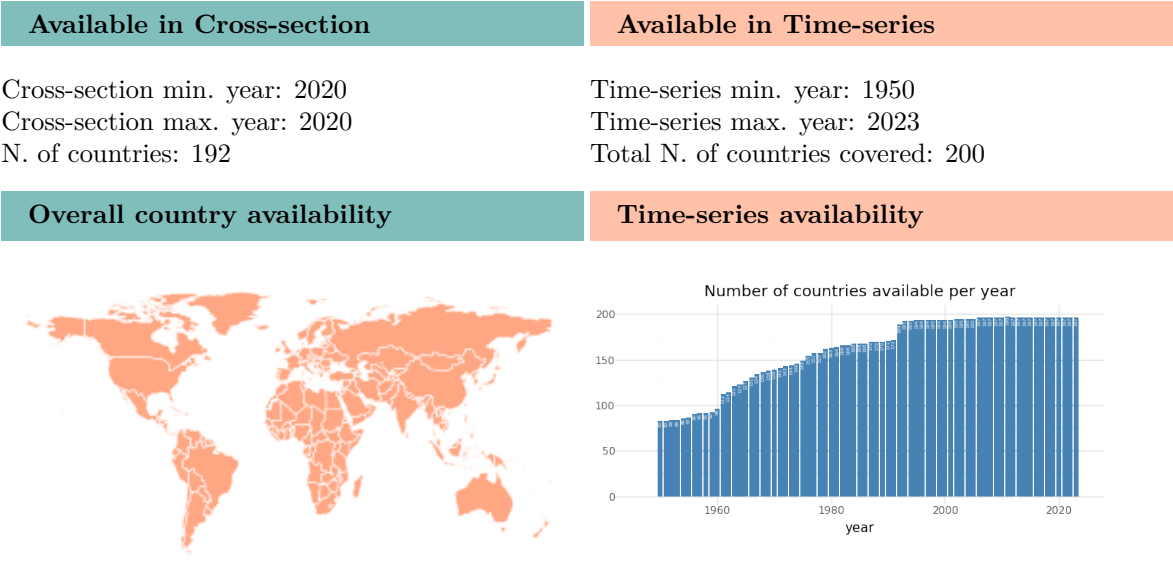 Available in Cross-section
Available in Time-series
Cross-section min. year: 2020
Cross-section max. year: 2020
N. of countries: 192
Time-series min. year: 1950
Time-series max. year: 2023
Total N. of countries covered: 200
Overall country availability
Time-series availability
Number of countries available per year
200
150
100
50
0
1960 1980 2000 2020
year